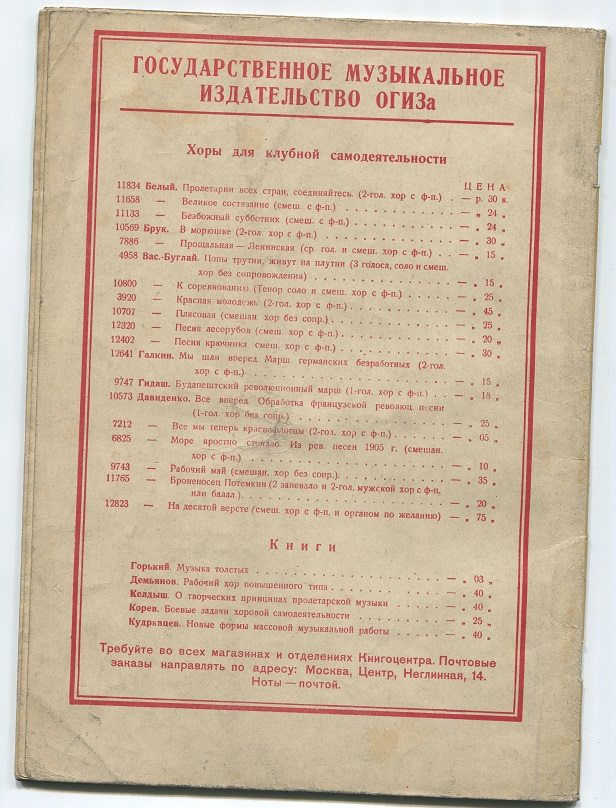 ГОСУДАРСТВЕННОЕ МУЗЫКАЛЬНОЕ
ИЗДАТЕЛЬСТВО ОГИЗа
Хоры для клубной самодеятельности
ЦЕНА
11834 Белый. Пролетарии всех стран, соединяйтесь. (2-гол. хор с ф-п.) . — р. 30 к.
11658 — Великое состязание (смеш. с ф-п.) . . . . . . . . . . — „ 24 „
11133 — Безбожный субботник (смеш. с ф-п.) . . . . . . . . . . — „ 24 „
10569 Брук. В морюшке (2-гол. хор с ф-п.) . . . . . . . . . . — „ 30 „
7886 — Прощальная — Ленинская (ср. гол. и смеш. хор с ф-п.) . . . — „ 15 „
4958 Вас-Буглай. Попы трутни, живут на плутни (3 голоса, соло и смеш.
хор без сопровождения) . . . . . . . . . . — „ 15 „
10800 — К соревнованию (Тенор соло и смеш. хор с ф-п.) . . . . . — „ 25 „
3920 — Красная молодежь (2-гол. хор с ф-п.) . . . . . . . . . — „ 45 „
10707 — Плясовая (смешан. хор без сопр.) . . . . . . . . . . — „ 25 „
12320 — Песня лесорубов (смеш. хор с ф-п.) . . . . . . . . . . — „ 20 „
12402 — Песня крючника смеш. хор с ф-п.) . . . . . . . . . . — „ 30 „
12641 Галкин. Мы шли вперед Марш германских безработных (2-гол.
хор с ф-п.) . . . . . . . . . . — „ 15 „
9747 Гидаш. Будапештский революционный марш (1-гол. хор с ф-п.) . . — „ 18 „
10573 Давиденко. Все вперед Обработка французской революц песни
(1-гол. хор без сопр.) . . . . . . . . . . — „ 25 „
7212 — Все мы теперь краснофлотцы (2-гол. хор с ф-п.) . . . . . — „ 05 „
6825 — Море яростно стонало. Из рев. песен 1905 г. (смешан.
хор с ф-п.) . . . . . . . . . . — „ 10 „
9743 — Рабочий май (смешан. хор без сопр.). . . . . . . . . . — „ 35 „
11765 — Броненосец Потемкин (2 запевало и 2-гол. мужской хор с ф-п.
или балал.) . . . . . . . . . . — „ 20 „
12823 — На десятой версте (смеш. хор с ф-п. и органом по желанию) — „ 75 „
Книги
Горький. Музыка толстых . . . . . . . . . . — „ 03 „
Демьянов. Рабочий хор повышенного типа . . . . . . . . . . — „ 40 „
Келдыш. О творческих принципах пролетарской музыки . . . . . — „ 40 „
Корев. Боевые задачи хоровой самодеятельности . . . . . . . — „ 25 „
Кудрявцев. Новые формы массовой музыкальной работы . . . . . — „ 40 „
Требуйте во всех магазинах и отделениях Книгоцентра. Почтовые
заказы направлять по адресу: Москва, Центр, Неглинная, 14.
Ноты — почтой.